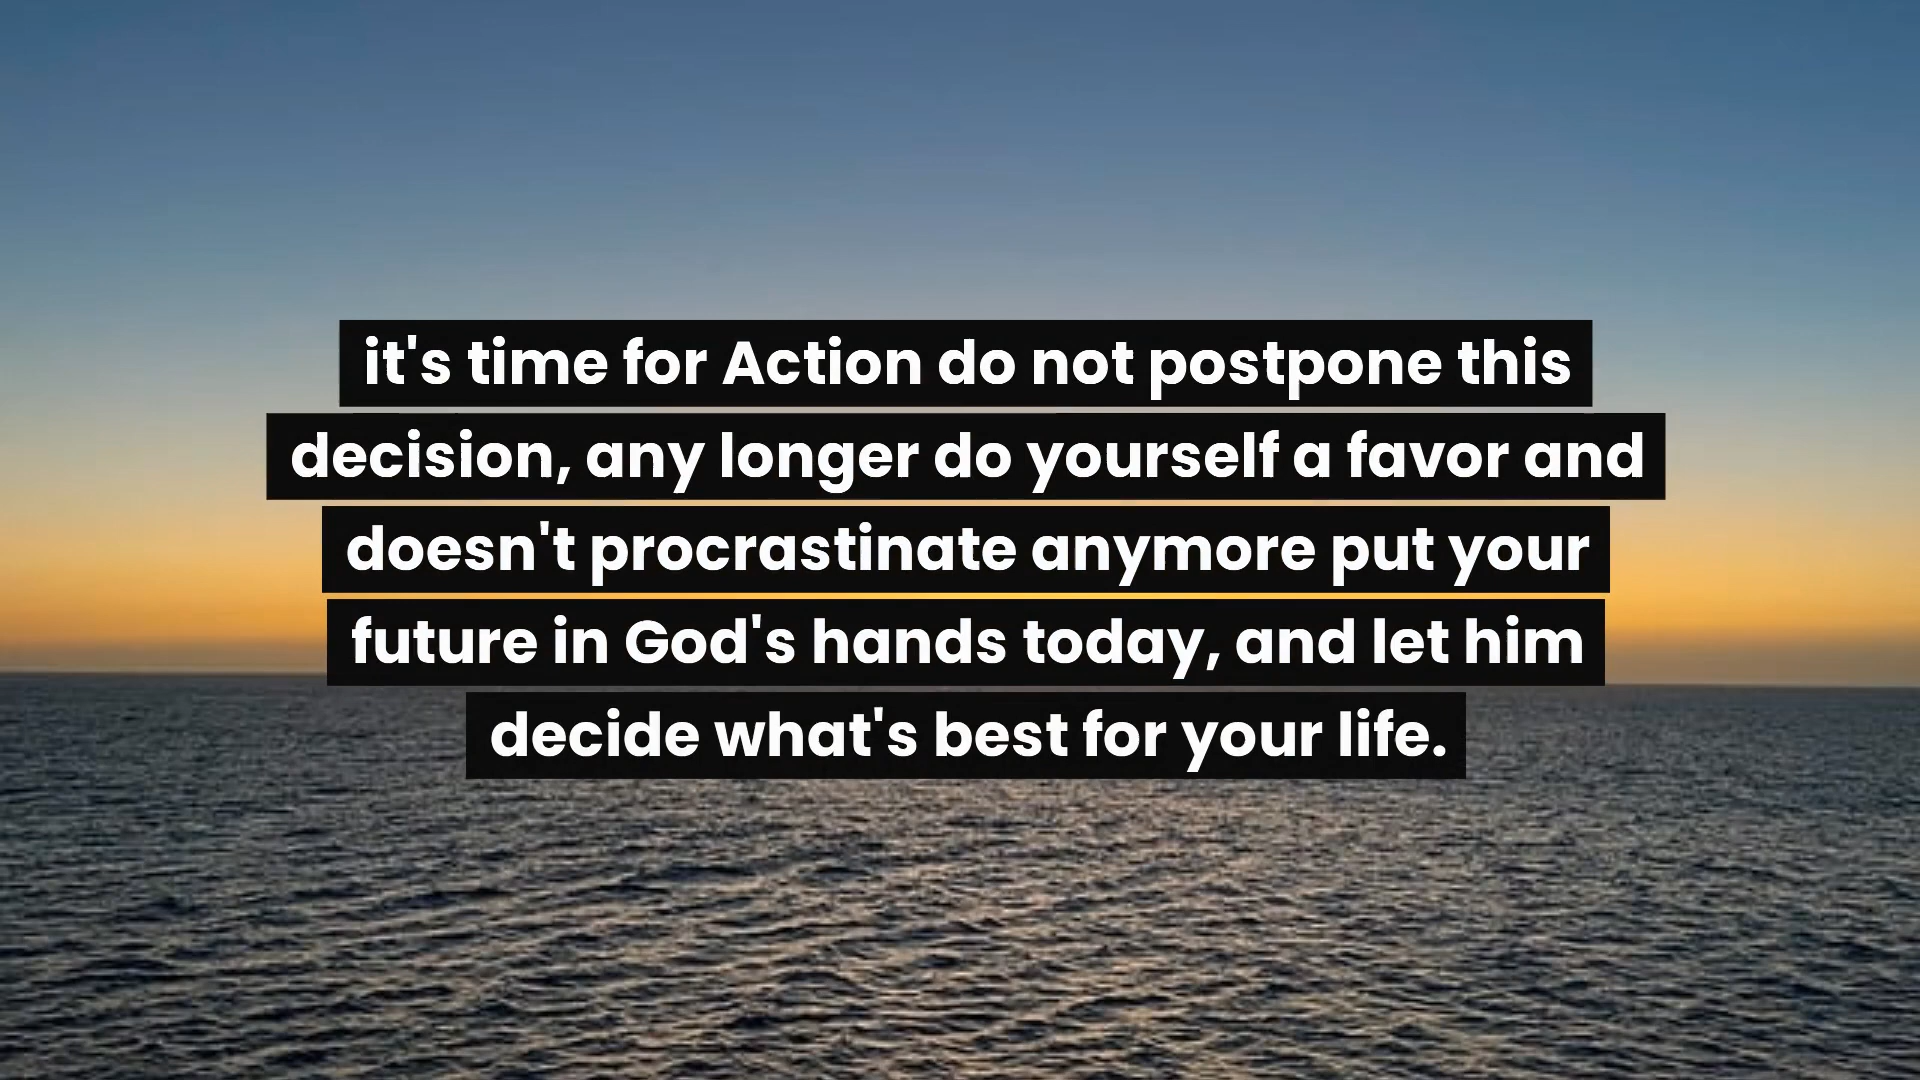 it's time for Action do not postpone this
decision, any longer do yourself a favor and
doesn't procrastinate anymore put your
future in God's hands today, and let him
decide what's best for your life.